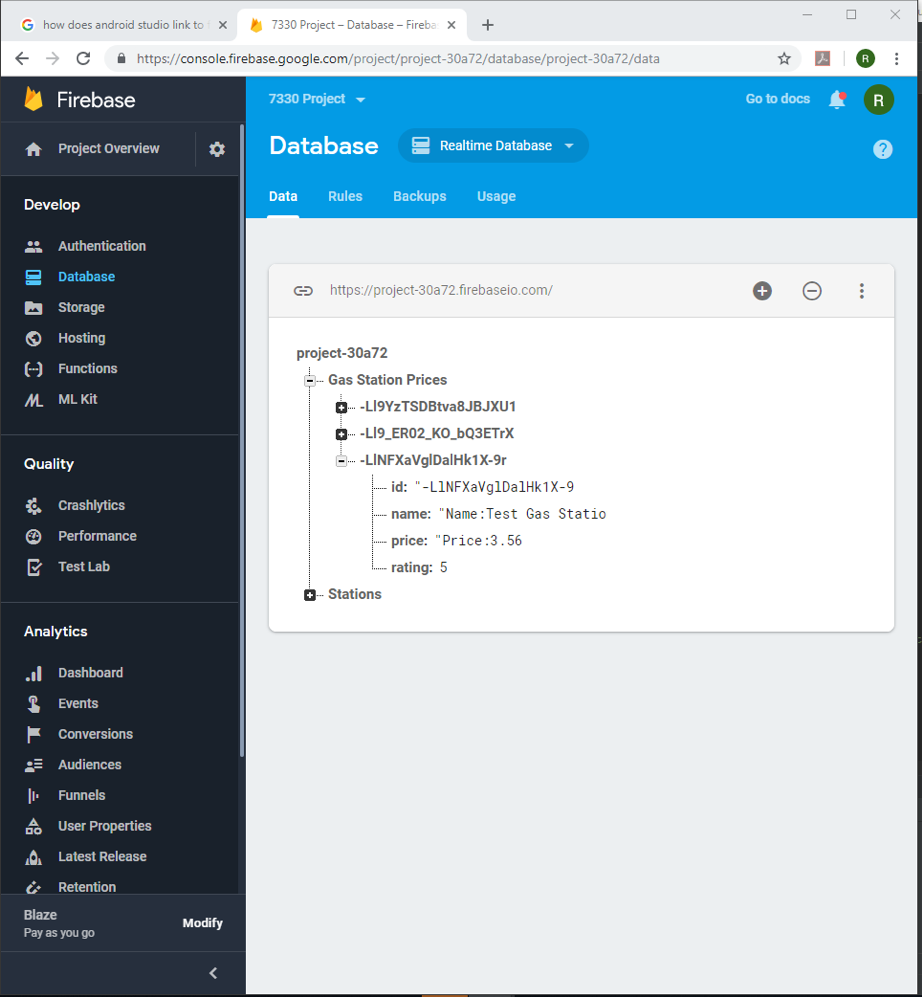 how does android studio link to
7330 Project – Database – Fireba
https://console.firebase.google.com/project/project-30a72/database/project-30a72/data
R
Firebase
7330 Project
Go to docs
R
Project Overview
Database
Realtime Database
?
Develop
Data
Rules
Backups
Usage
Authentication
Database
Storage
Hosting
Functions
ML Kit
https://project-30a72.firebaseio.com/
project-30a72
Gas Station Prices
-Ll9YzTSDBtva8JBJXU1
-Ll9_ER02_KO_bQ3ETrX
-LlNFXaVglDalHk1X-9r
id: "-LlNFXaVglDalHk1X-9
name: "Name:Test Gas Statio
price: "Price:3.56
rating: 5
Stations
Quality
Crashlytics
Performance
Test Lab
Analytics
Dashboard
Events
Conversions
Audiences
Funnels
User Properties
Latest Release
Retention
Blaze
Pay as you go
Modify